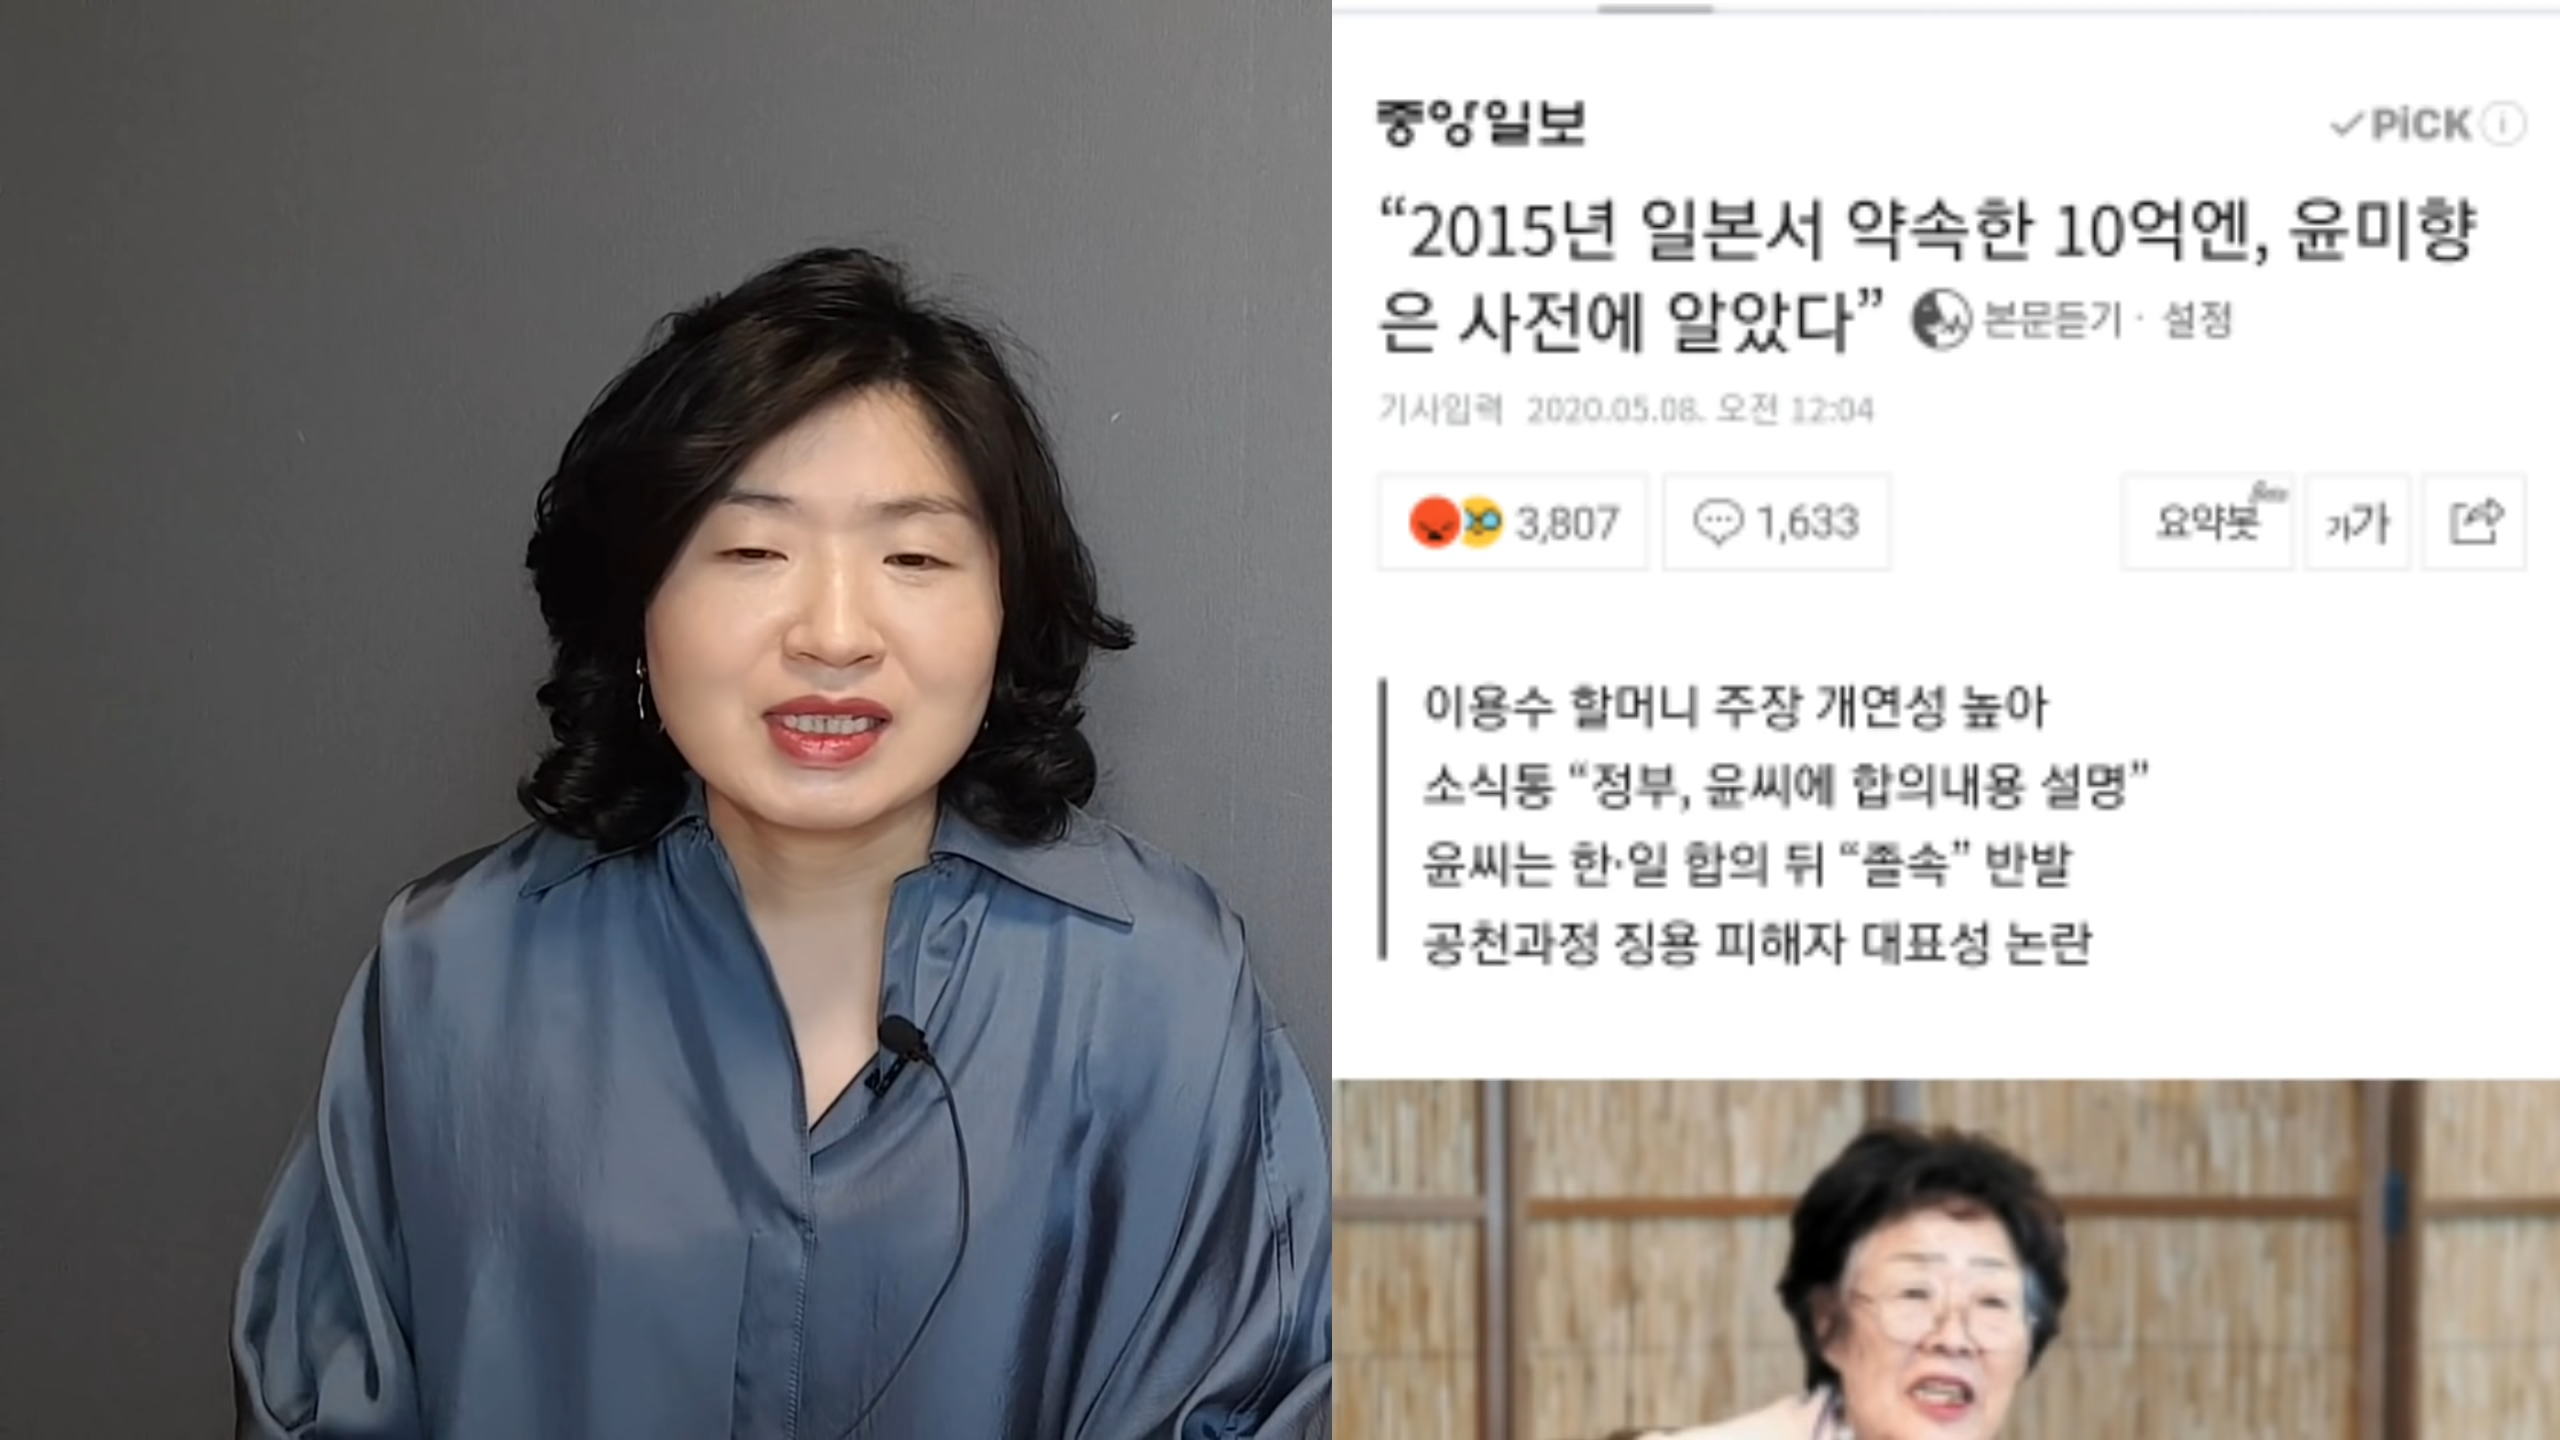 중앙일보
✓PiCK
“2015년 일본서 약속한 10억엔, 윤미향
은 사전에 알았다” 본문듣기 · 설정
기사입력 2020.05.08. 오전 12:04
3,807 1,633 요약봇 Beta 가가
이용수 할머니 주장 개연성 높아
소식통 “정부, 윤씨에 합의내용 설명”
윤씨는 한·일 합의 뒤 “졸속” 반발
공천과정 징용 피해자 대표성 논란